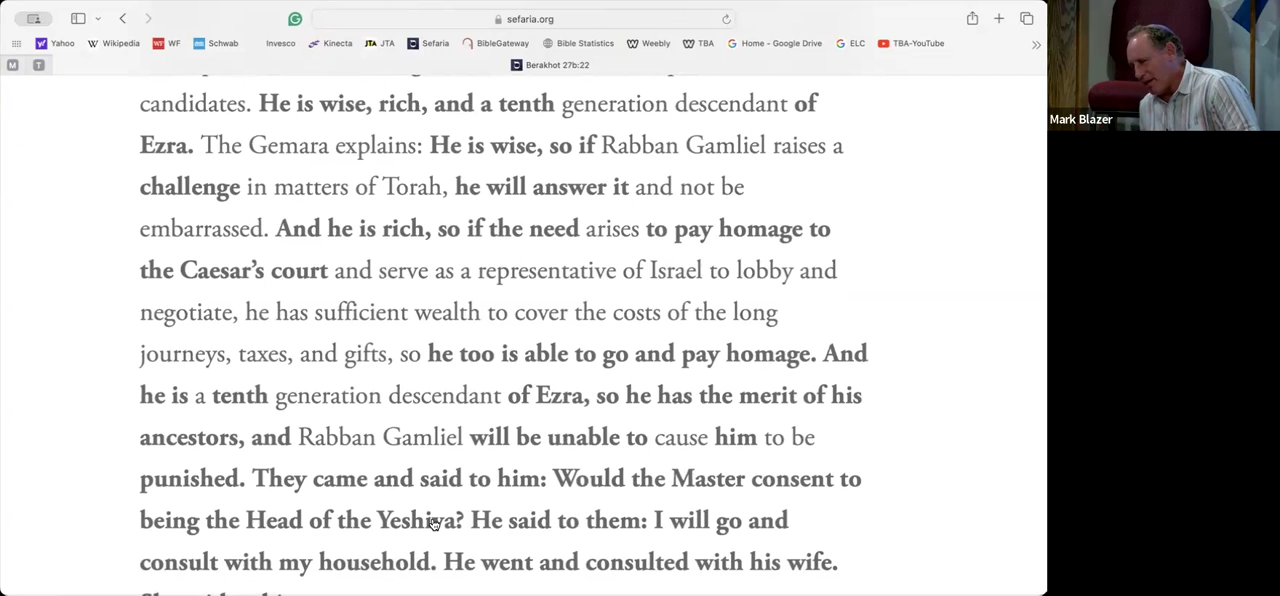 sefaria.org
Yahoo
Wikipedia
WF
Schwab
Invesco
Kinecta
JTA
JTA
Sefaria
BibleGateway
Bible Statistics
Weebly
TBA
Home - Google Drive
ELC
TBA-YouTube
M
T
Berakhot 27b:22
candidates. He is wise, rich, and a tenth generation descendant of
Ezra. The Gemara explains: He is wise, so if Rabban Gamliel raises a
challenge in matters of Torah, he will answer it and not be
embarrassed. And he is rich, so if the need arises to pay homage to
the Caesar’s court and serve as a representative of Israel to lobby and
negotiate, he has sufficient wealth to cover the costs of the long
journeys, taxes, and gifts, so he too is able to go and pay homage. And
he is a tenth generation descendant of Ezra, so he has the merit of his
ancestors, and Rabban Gamliel will be unable to cause him to be
punished. They came and said to him: Would the Master consent to
being the Head of the Yeshiva? He said to them: I will go and
consult with my household. He went and consulted with his wife.
Mark Blazer